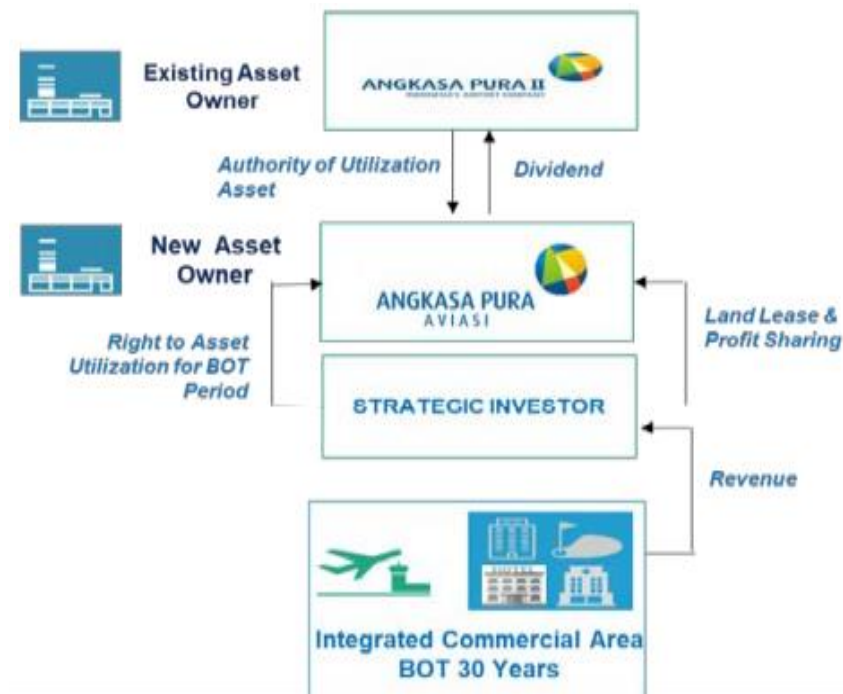 Existing Asset
Owner
ANGKASA PURA II
Authority of Utilization
Asset
Dividend
New Asset
Owner
ANGKASA PURA
AVIASI
Right to Asset
Utilization for BOT
Period
Land Lease &
Profit Sharing
STRATEGIC INVESTOR
Revenue
Integrated Commercial Area
BOT 30 Years